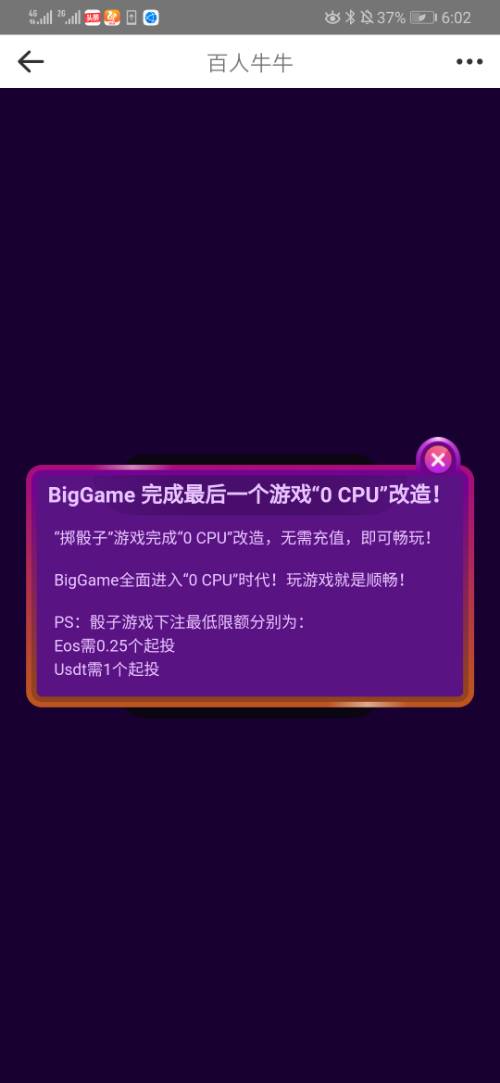 4G 2G 头条 37% 6:02
百人牛牛
BigGame 完成最后一个游戏“0 CPU”改造！
“掷骰子”游戏完成“0 CPU”改造，无需充值，即可畅玩！
BigGame全面进入“0 CPU”时代！玩游戏就是顺畅！
PS：骰子游戏下注最低限额分别为：
Eos需0.25个起投
Usdt需1个起投